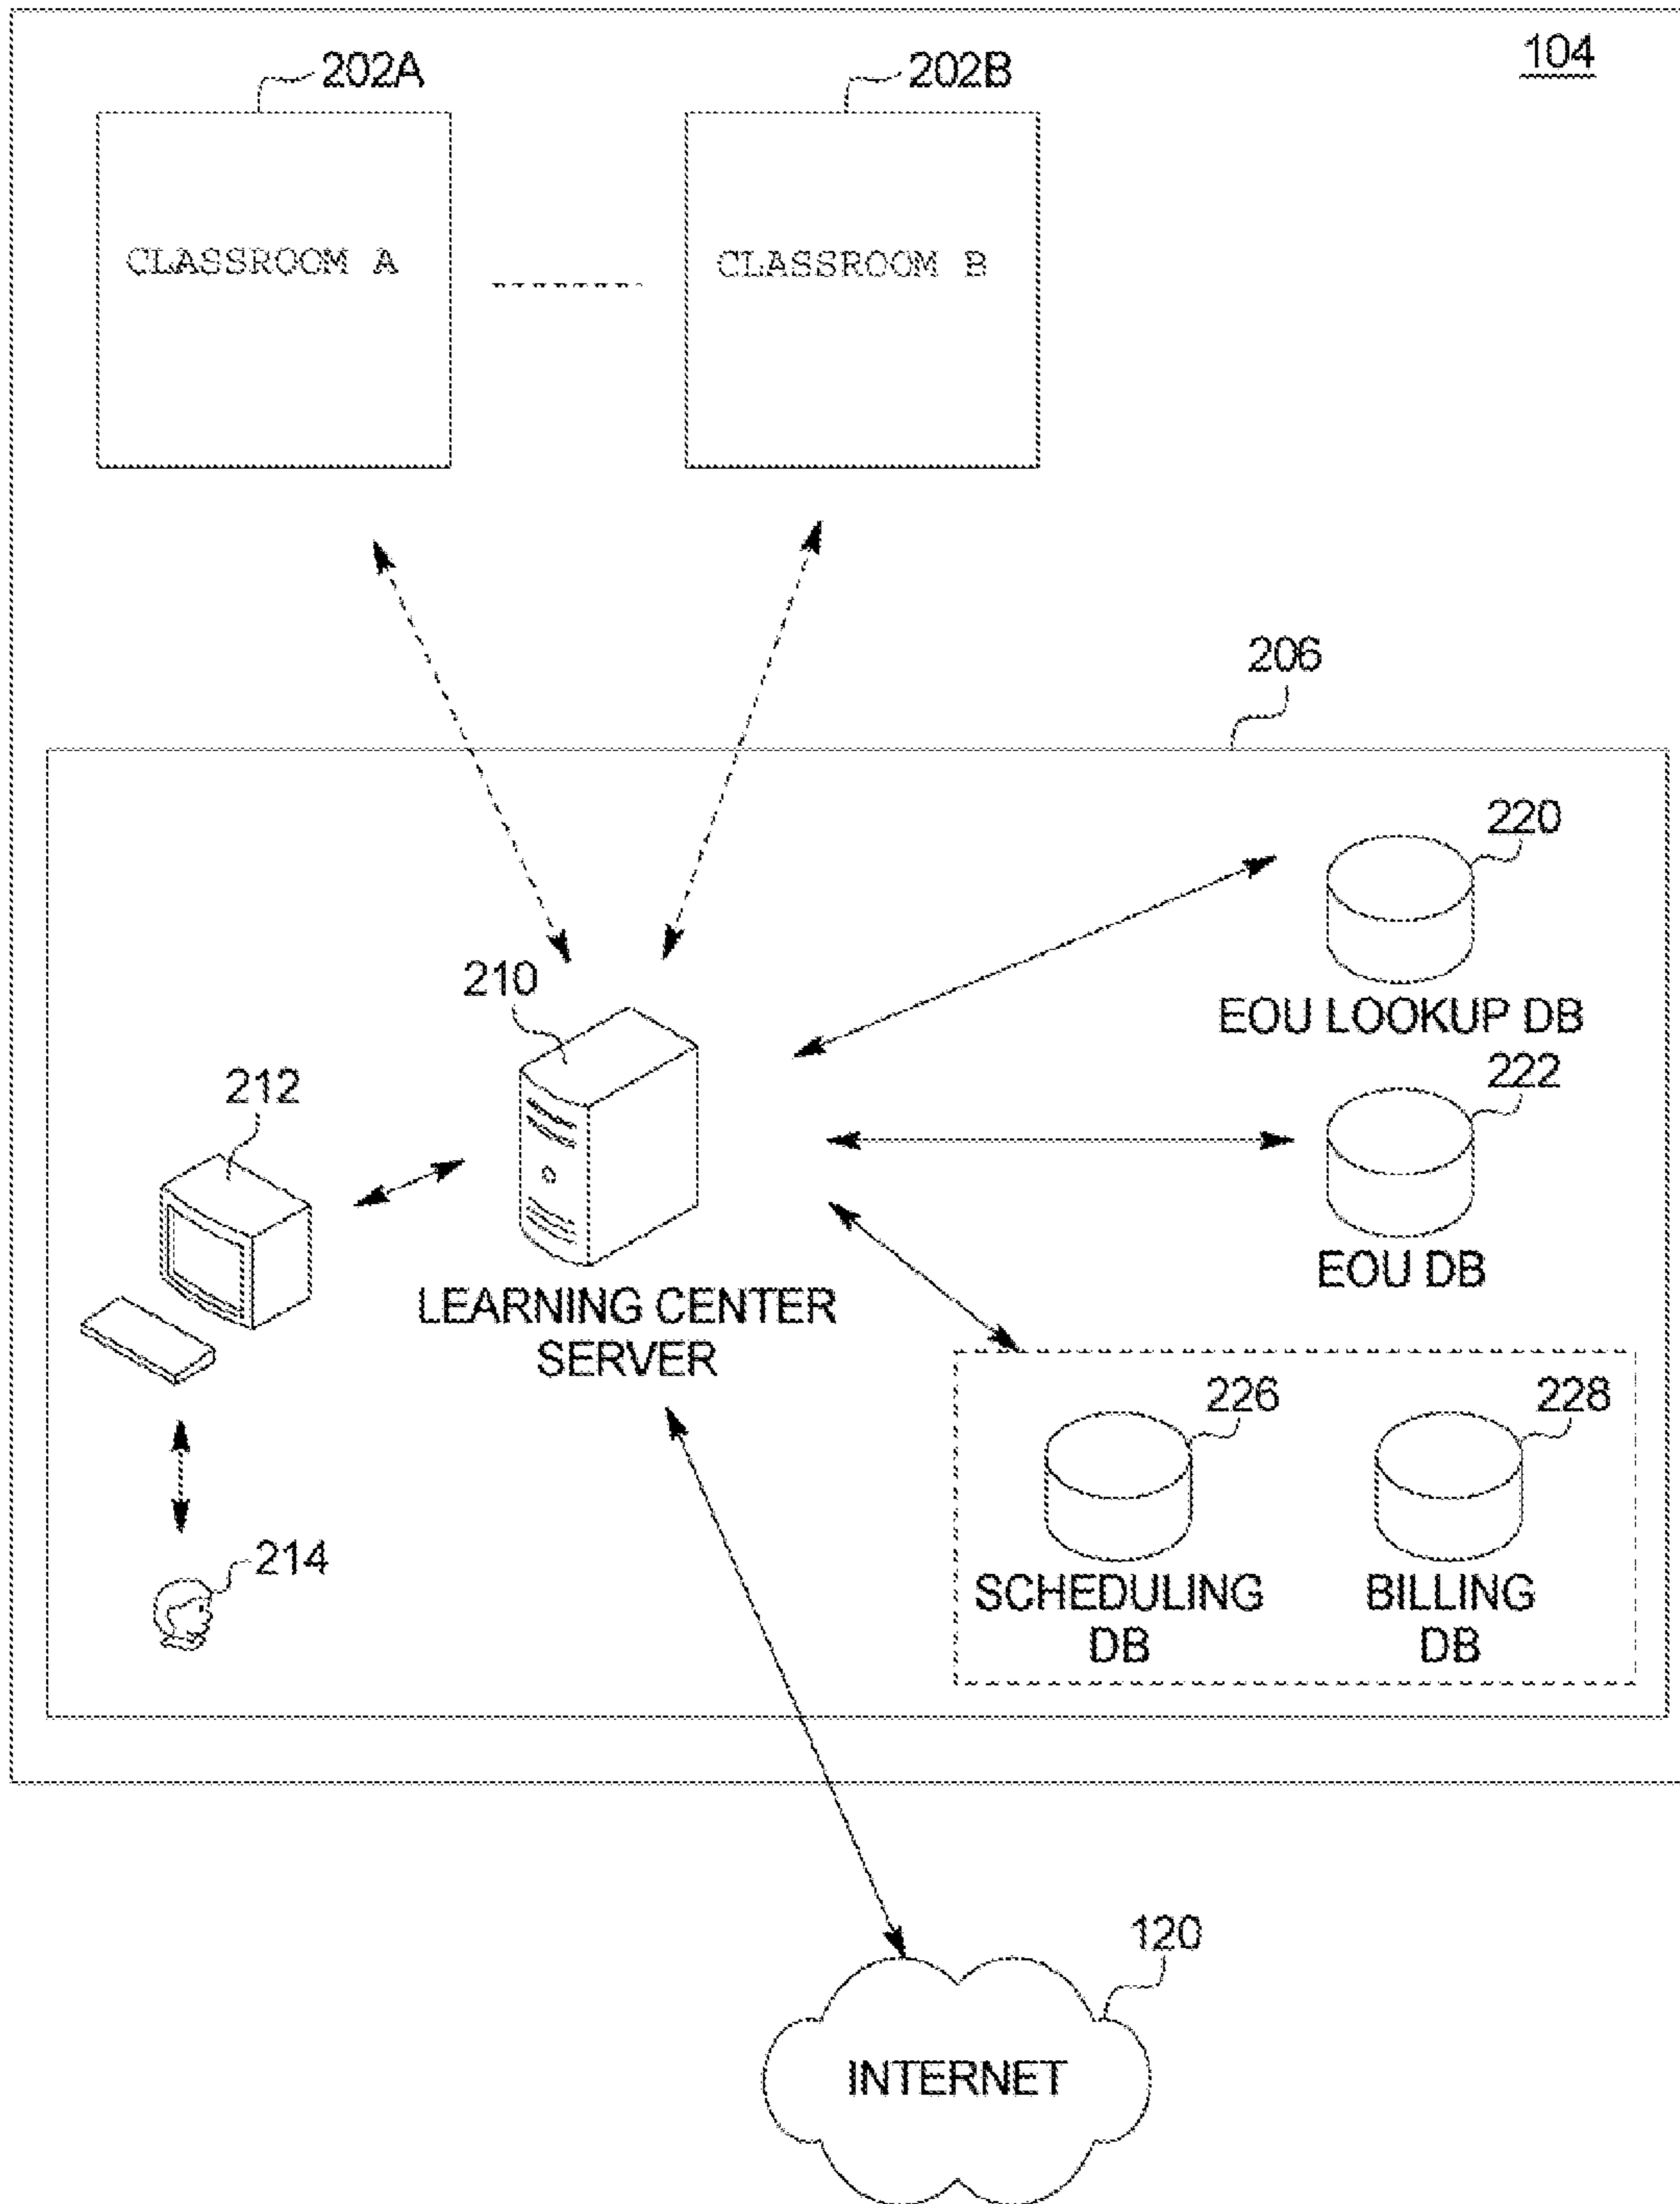 104
202A
202B
CLASSROOM A
CLASSROOM B
206
220
EOU LOOKUP DB
210
222
EOU DB
212
LEARNING CENTER
SERVER
226
228
SCHEDULING
DB
BILLING
DB
214
120
INTERNET